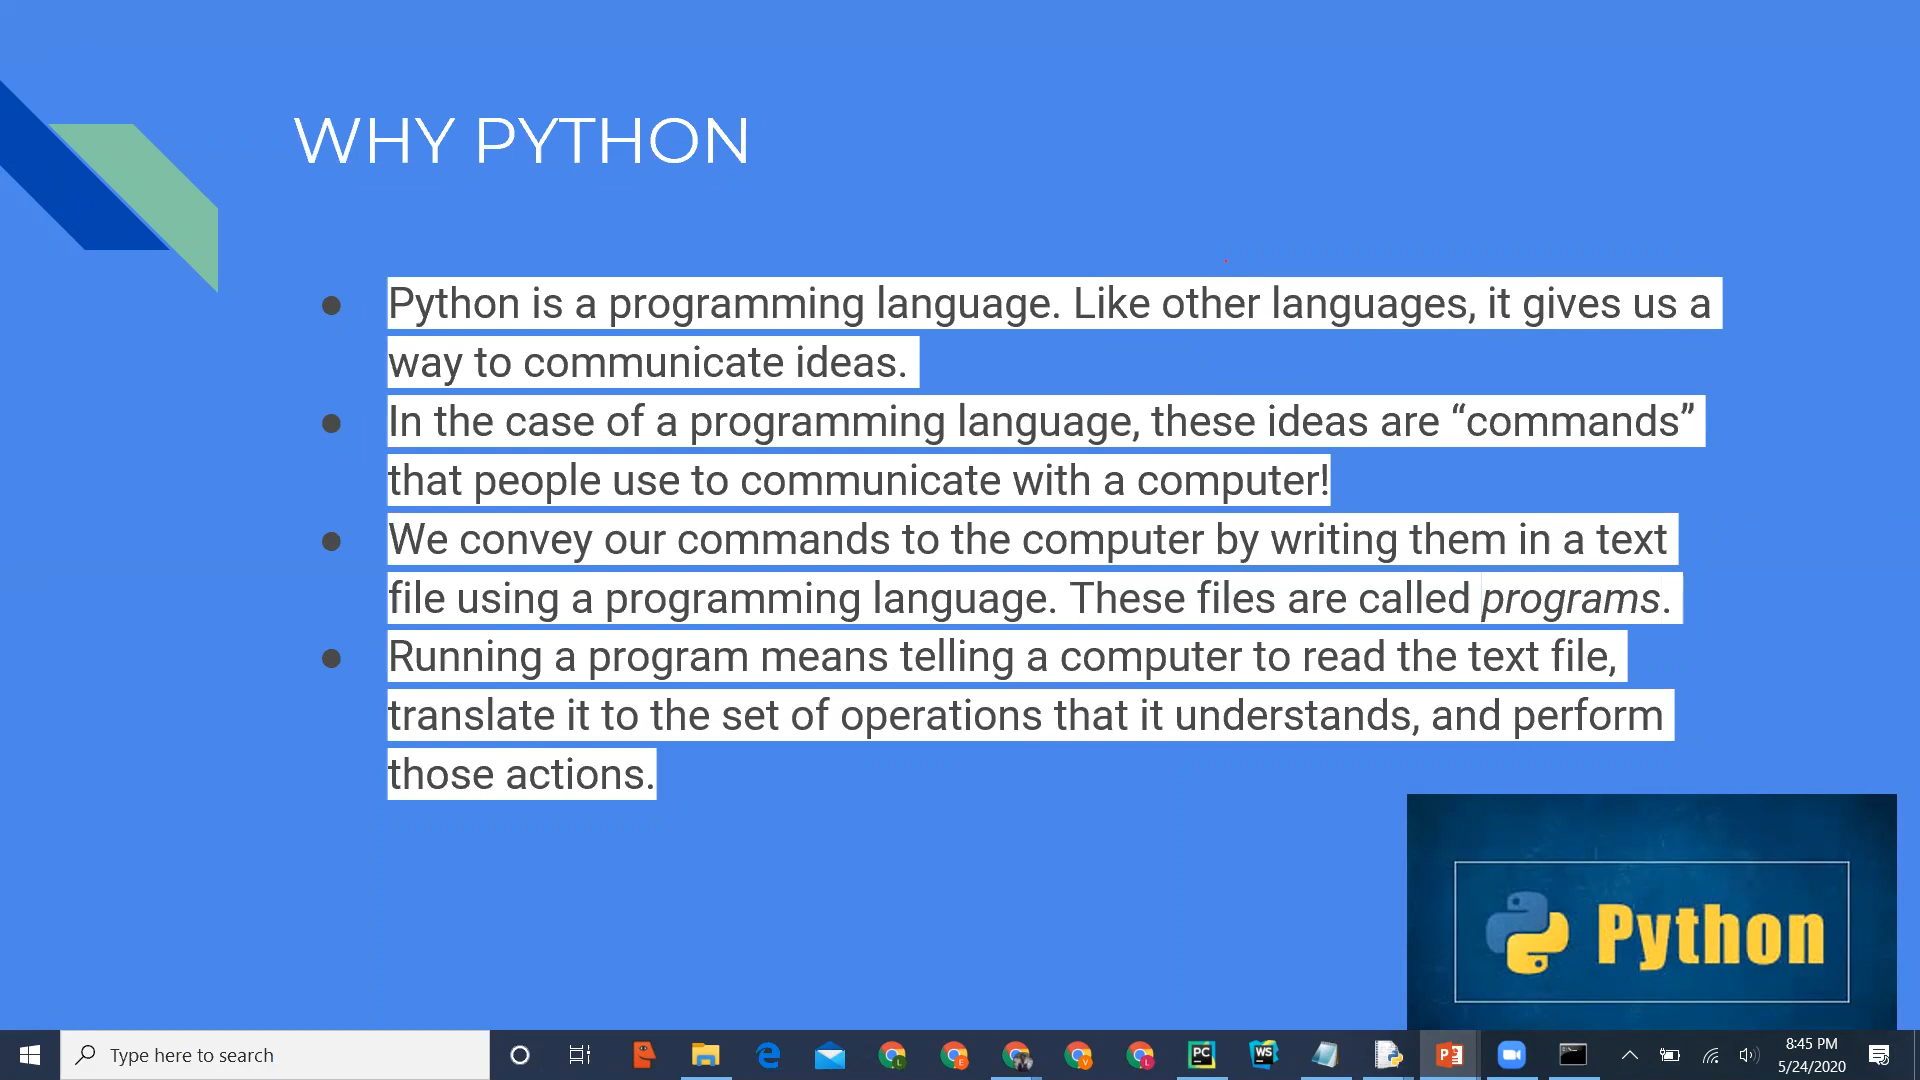 WHY PYTHON
Python is a programming language. Like other languages, it gives us a
way to communicate ideas.
In the case of a programming language, these ideas are “commands”
that people use to communicate with a computer!
We convey our commands to the computer by writing them in a text
file using a programming language. These files are called programs.
Running a program means telling a computer to read the text file,
translate it to the set of operations that it understands, and perform
those actions.
Python
Type here to search
L
E
V
L
PC
WS
P
8:45 PM
5/24/2020